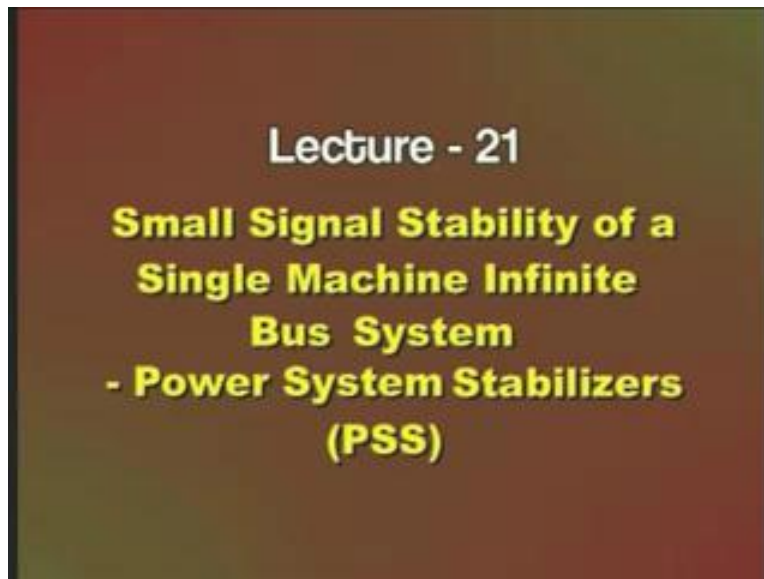 Lecture - 21
Small Signal Stability of a
Single Machine Infinite
Bus System
- Power System Stabilizers
(PSS)